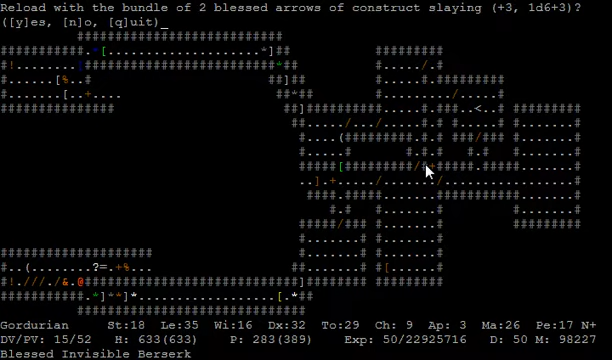 Reload with the bundle of 2 blessed arrows of construct slaying (+3, 1d6+3)?
([y]es, [n]o, [q]uit)_
Gordurian St:18 Le:35 Wi:16 Dx:32 To:29 Ch: 9 Ap: 3 Ma:26 Pe:17 N+
DV/PV: 15/52 H: 633(633) P: 283(389) Exp: 50/22925716 D: 50 M: 98227
Blessed Invisible Berserk